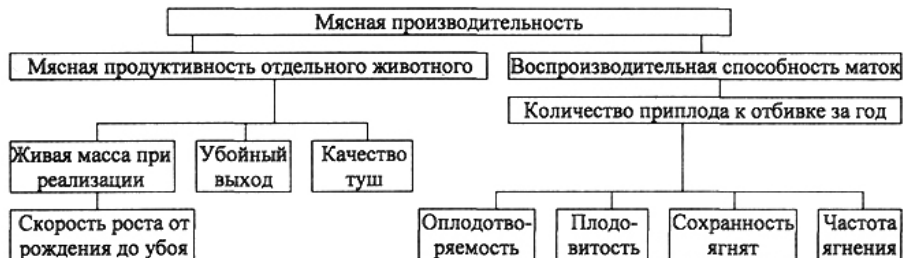 Мясная производительность
Мясная продуктивность отдельного животного
Воспроизводительная способность маток
Количество приплода к отбивке за год
Живая масса при
реализации
Убойный
выход
Качество
туш
Скорость роста от
рождения до убоя
Оплодотво-
ряемость
Плодо-
витость
Сохранность
ягнят
Частота
ягнения